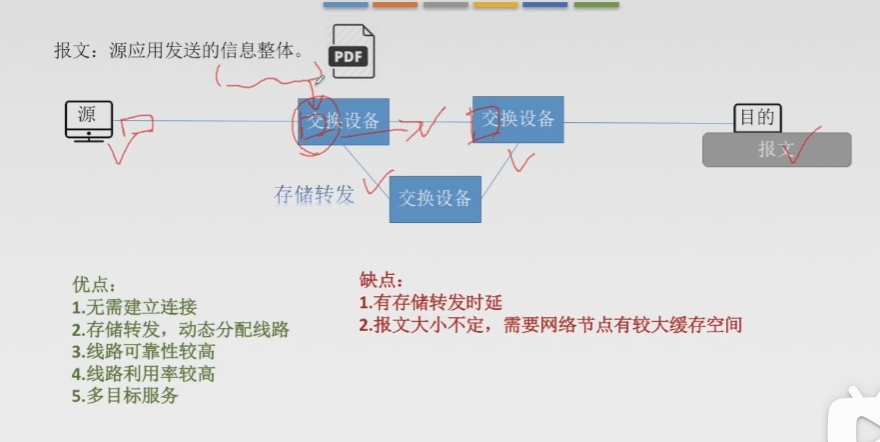 报文：源应用发送的信息整体。
PDF
源
交换设备
交换设备
目的
报文
存储转发
交换设备
优点：
1.无需建立连接
2.存储转发，动态分配线路
3.线路可靠性较高
4.线路利用率较高
5.多目标服务
缺点：
1.有存储转发时延
2.报文大小不定，需要网络节点有较大缓存空间